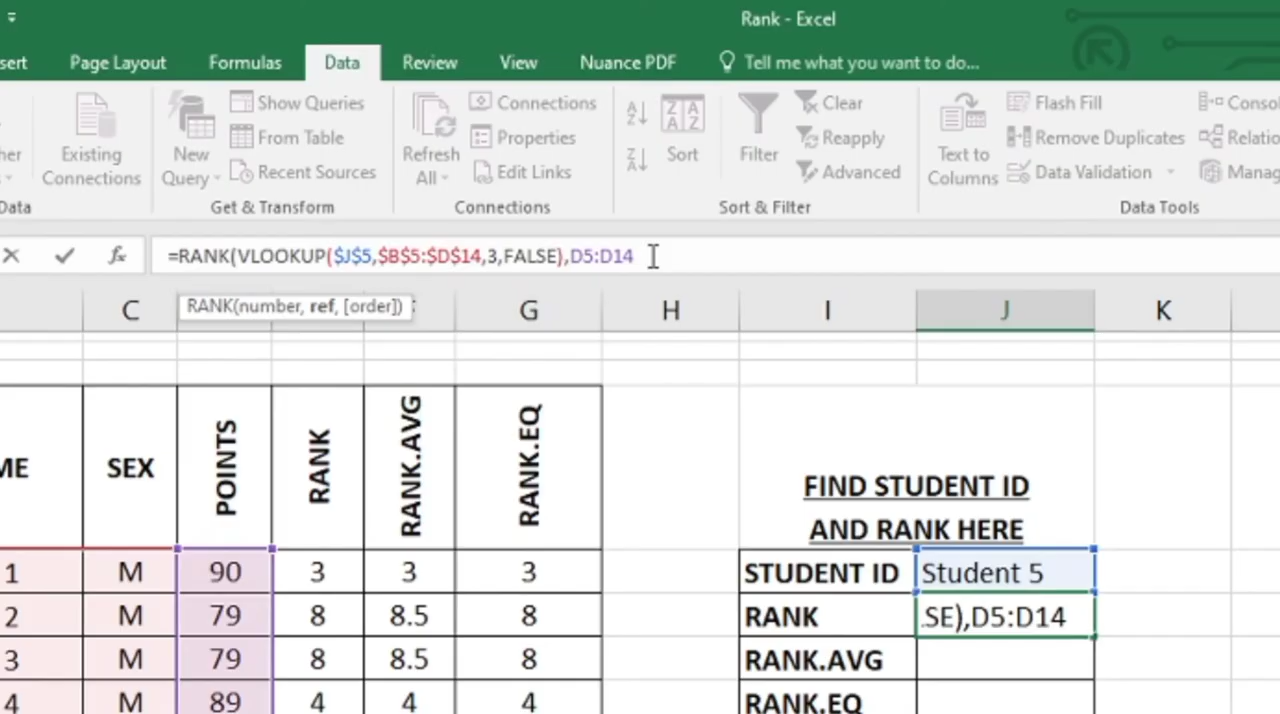 Rank - Excel
sert Page Layout Formulas Data Review View Nuance PDF Tell me what you want to do...
Show Queries Connections Clear Flash Fill Consol
her Existing Connections New Query From Table Refresh All Properties Sort Filter Reapply Text to Columns Remove Duplicates Relatio
Recent Sources Edit Links Advanced Data Validation Manag
Data Get & Transform Connections Sort & Filter Data Tools
fx =RANK(VLOOKUP($J$5,$B$5:$D$14,3,FALSE),D5:D14
RANK(number, ref, [order])
C G H I J K
ME SEX POINTS RANK RANK.AVG RANK.EQ
FIND STUDENT ID
AND RANK HERE
1 M 90 3 3 3 STUDENT ID Student 5
2 M 79 8 8.5 8 RANK .SE),D5:D14
3 M 79 8 8.5 8 RANK.AVG
4 M 89 4 4 4 RANK.EQ